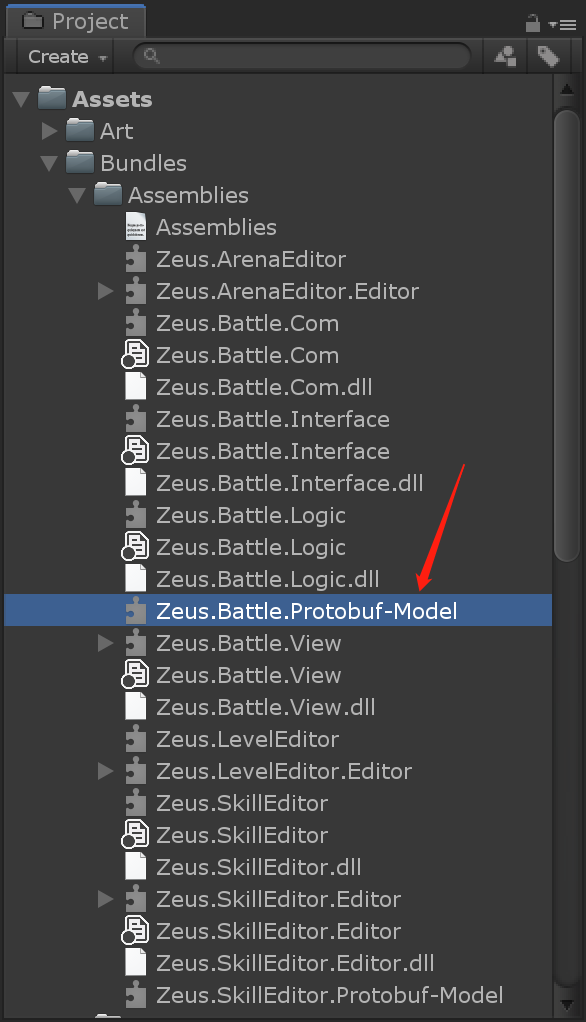 Project
Create
Assets
Art
Bundles
Assemblies
Assemblies
Zeus.ArenaEditor
Zeus.ArenaEditor.Editor
Zeus.Battle.Com
Zeus.Battle.Com
Zeus.Battle.Com.dll
Zeus.Battle.Interface
Zeus.Battle.Interface
Zeus.Battle.Interface.dll
Zeus.Battle.Logic
Zeus.Battle.Logic
Zeus.Battle.Logic.dll
Zeus.Battle.Protobuf-Model
Zeus.Battle.View
Zeus.Battle.View
Zeus.Battle.View.dll
Zeus.LevelEditor
Zeus.LevelEditor.Editor
Zeus.SkillEditor
Zeus.SkillEditor
Zeus.SkillEditor.dll
Zeus.SkillEditor.Editor
Zeus.SkillEditor.Editor
Zeus.SkillEditor.Editor.dll
Zeus.SkillEditor.Protobuf-Model